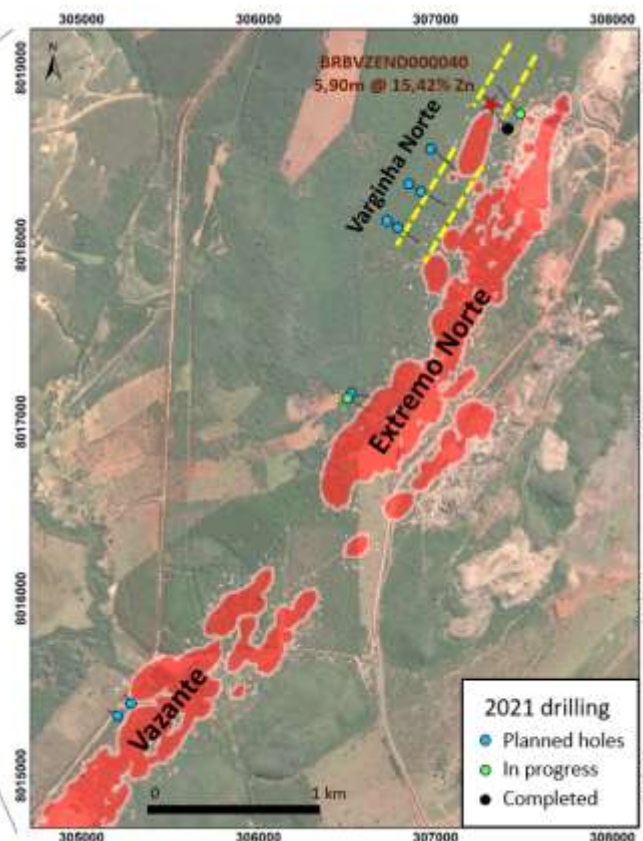 305000 306000 307000 308000
8019000
N
BRBVZEND000040
5,90m @ 15,42% Zn
Varginha Norte
8018000
Extremo Norte
8017000
8016000
Vazante
8015000
0 1 km
2021 drilling
Planned holes
In progress
Completed
305000 306000 307000 308000